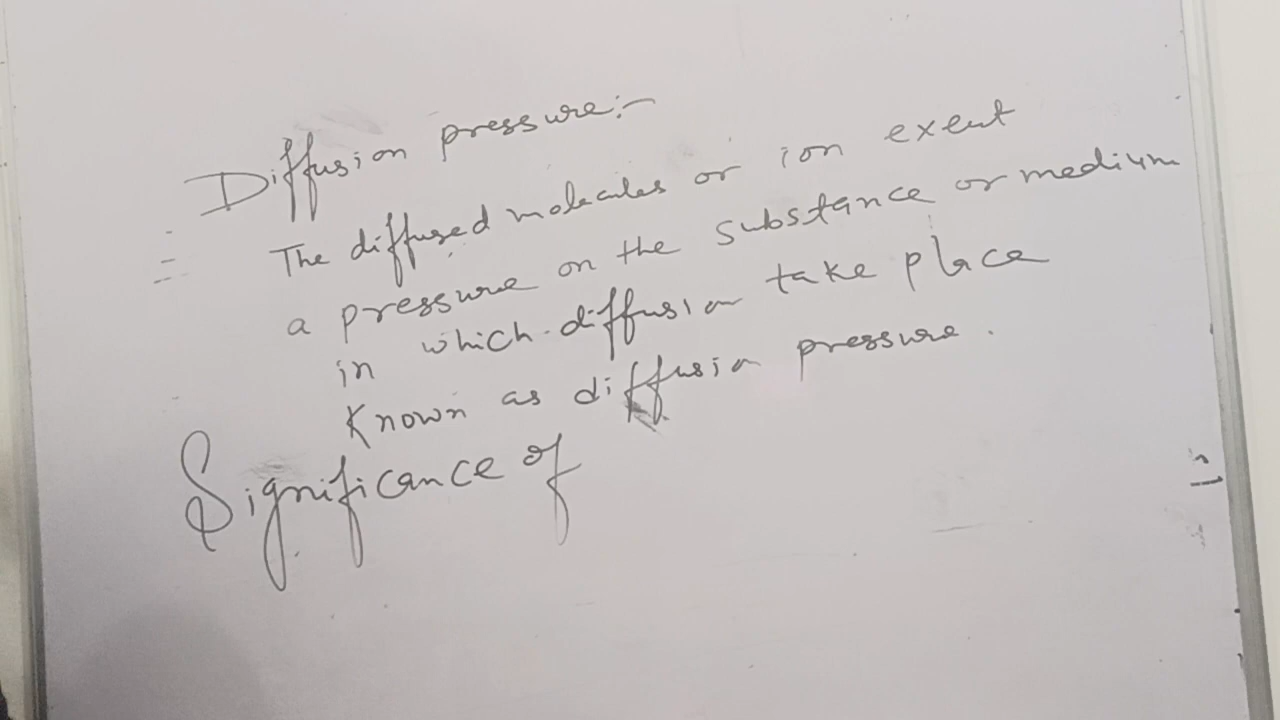 Diffusion pressure:-
The diffused molecules or ion exeut
a pressure on the substance or medium
in which diffusion take place
Known as diffusion pressure.
Significance of